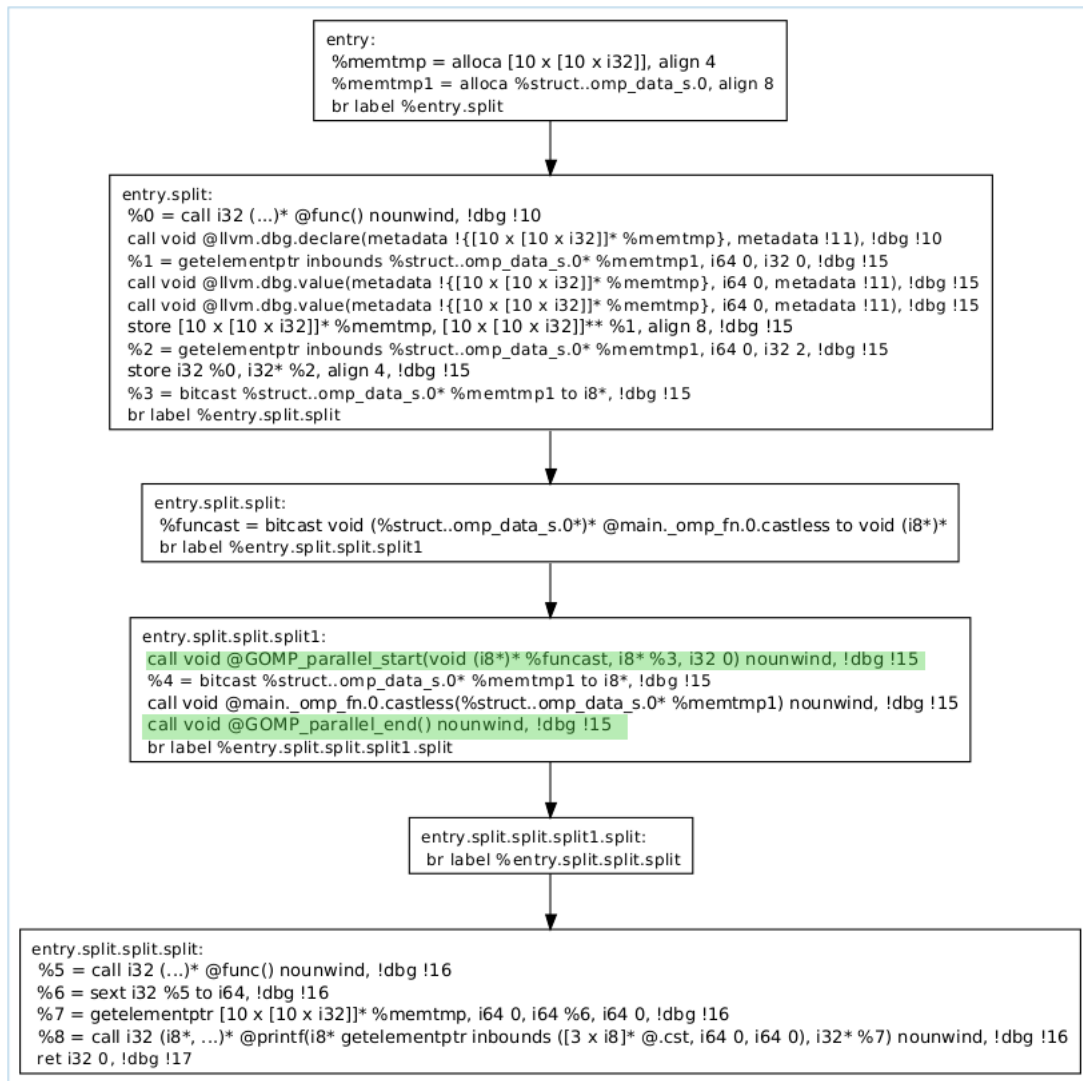 entry:
%memtmp = alloca [10 x [10 x i32]], align 4
%memtmp1 = alloca %struct..omp_data_s.0, align 8
br label %entry.split
entry.split:
%0 = call i32 (...)* @func() nounwind, !dbg !10
call void @llvm.dbg.declare(metadata !{[10 x [10 x i32]]* %memtmp}, metadata !11), !dbg !10
%1 = getelementptr inbounds %struct..omp_data_s.0* %memtmp1, i64 0, i32 0, !dbg !15
call void @llvm.dbg.value(metadata !{[10 x [10 x i32]]* %memtmp}, i64 0, metadata !11), !dbg !15
call void @llvm.dbg.value(metadata !{[10 x [10 x i32]]* %memtmp}, i64 0, metadata !11), !dbg !15
store [10 x [10 x i32]]* %memtmp, [10 x [10 x i32]]** %1, align 8, !dbg !15
%2 = getelementptr inbounds %struct..omp_data_s.0* %memtmp1, i64 0, i32 2, !dbg !15
store i32 %0, i32* %2, align 4, !dbg !15
%3 = bitcast %struct..omp_data_s.0* %memtmp1 to i8*, !dbg !15
br label %entry.split.split
entry.split.split:
%funcast = bitcast void (%struct..omp_data_s.0*)* @main._omp_fn.0.castless to void (i8*)*
br label %entry.split.split.split1
entry.split.split.split1:
call void @GOMP_parallel_start(void (i8*)* %funcast, i8* %3, i32 0) nounwind, !dbg !15
%4 = bitcast %struct..omp_data_s.0* %memtmp1 to i8*, !dbg !15
call void @main._omp_fn.0.castless(%struct..omp_data_s.0* %memtmp1) nounwind, !dbg !15
call void @GOMP_parallel_end() nounwind, !dbg !15
br label %entry.split.split.split1.split
entry.split.split.split1.split:
br label %entry.split.split.split
entry.split.split.split:
%5 = call i32 (...)* @func() nounwind, !dbg !16
%6 = sext i32 %5 to i64, !dbg !16
%7 = getelementptr [10 x [10 x i32]]* %memtmp, i64 0, i64 %6, i64 0, !dbg !16
%8 = call i32 (i8*, ...)* @printf(i8* getelementptr inbounds ([3 x i8]* @.cst, i64 0, i64 0), i32* %7) nounwind, !dbg !16
ret i32 0, !dbg !17